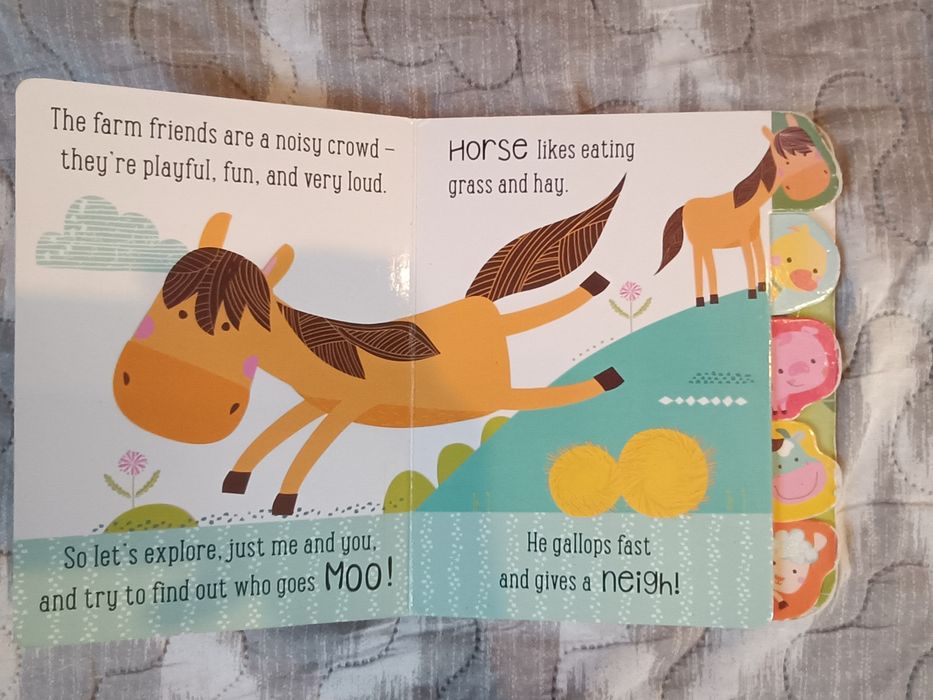 The farm friends are a noisy crowd –
they're playful, fun, and very loud.
So let's explore, just me and you,
and try to find out who goes MOO!
Horse likes eating
grass and hay.
He gallops fast
and gives a neigh!